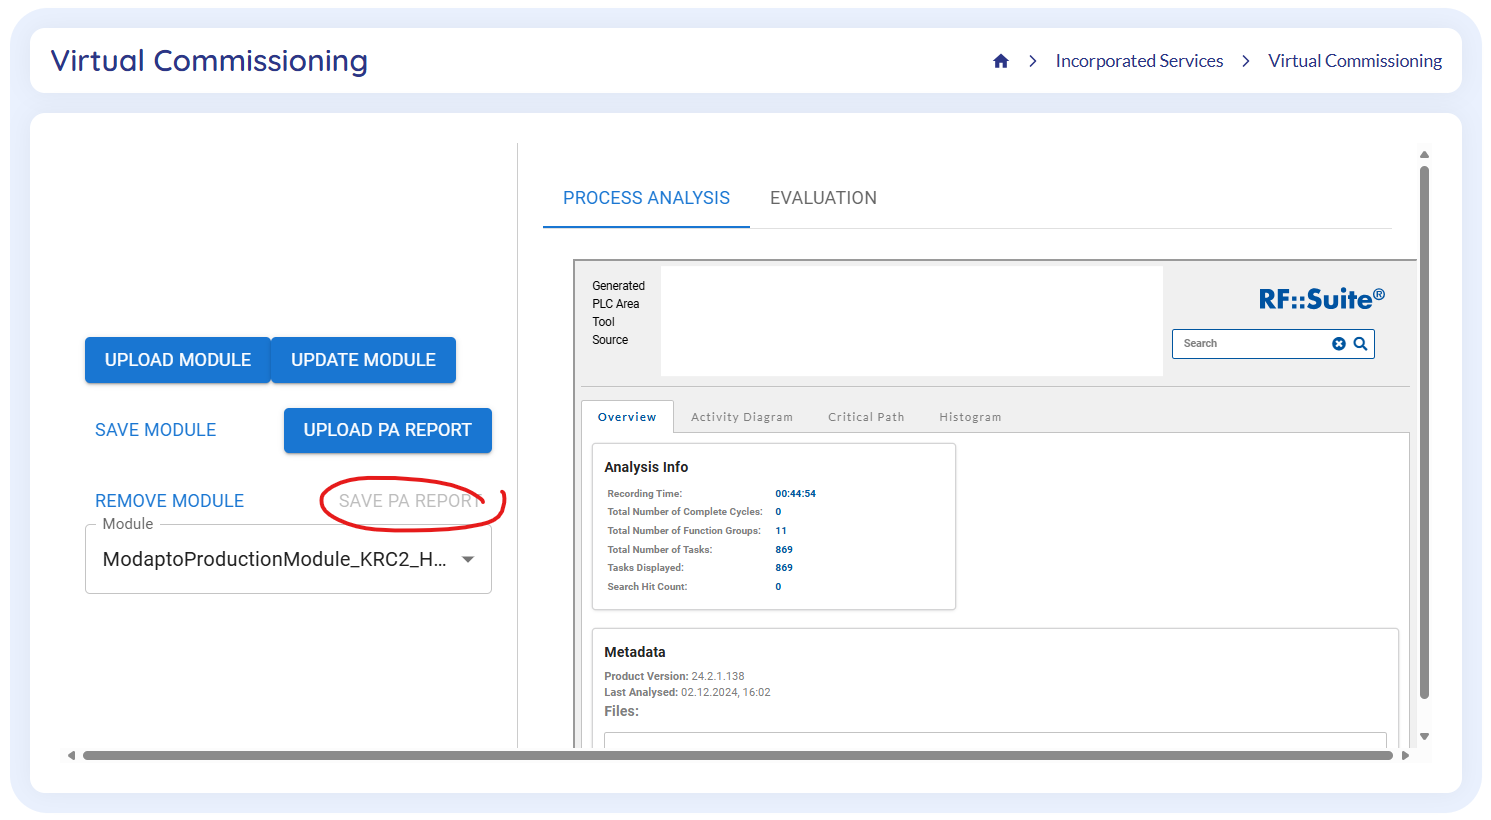 Virtual Commissioning
Incorporated Services
Virtual Commissioning
UPLOAD MODULE
UPDATE MODULE
SAVE MODULE
UPLOAD PA REPORT
REMOVE MODULE
SAVE PA REPORT
Module
ModaptoProductionModule_KRC2_H...
PROCESS ANALYSIS
EVALUATION
Generated
PLC Area
Tool
Source
RF::Suite®
Search
Overview
Activity Diagram
Critical Path
Histogram
Analysis Info
Recording Time: 00:44:54
Total Number of Complete Cycles: 0
Total Number of Function Groups: 11
Total Number of Tasks: 869
Tasks Displayed: 869
Search Hit Count: 0
Metadata
Product Version: 24.2.1.138
Last Analysed: 02.12.2024, 16:02
Files: